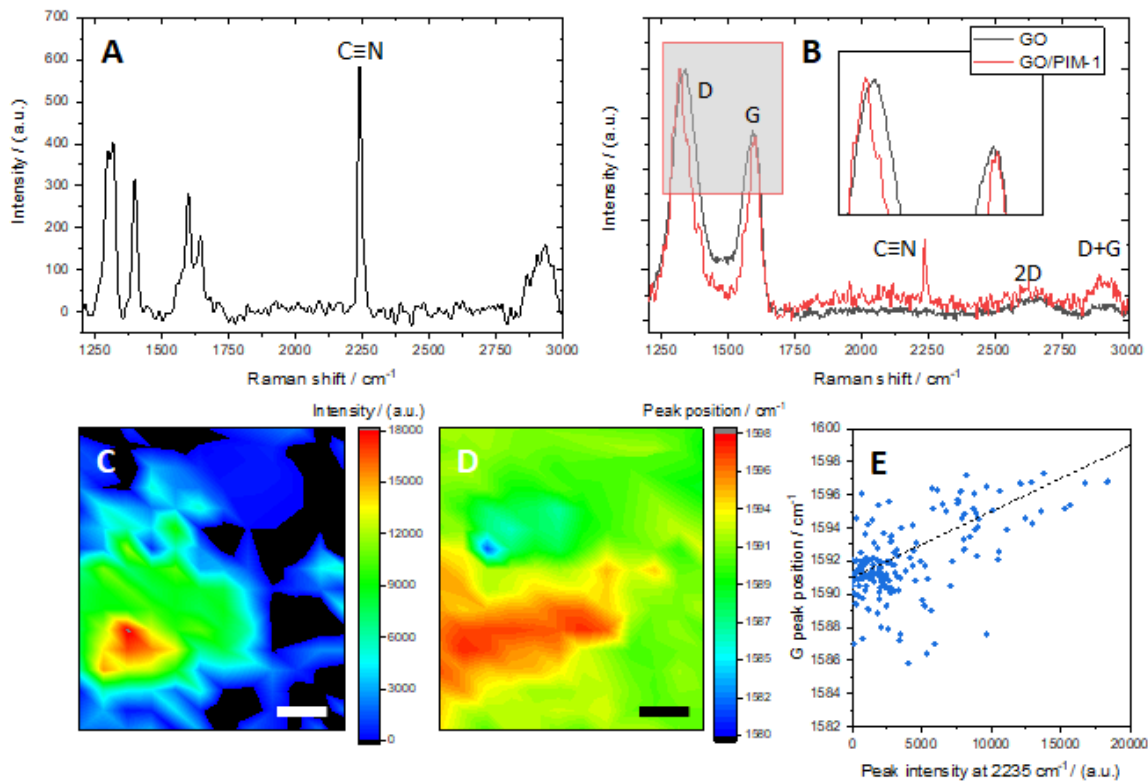 A
C≡N
700
600
500
400
300
200
100
0
Intensity / (a.u.)
1250 1500 1750 2000 2250 2500 2750 3000
Raman shift / cm⁻¹
B
GO
GO/PIM-1
D
G
C≡N
2D
D+G
Intensity / (a.u.)
1250 1500 1750 2000 2250 2500 2750 3000
Raman shift / cm⁻¹
C
Intensity / (a.u.)
18000
15000
12000
9000
6000
3000
0
D
Peak position / cm⁻¹
1598
1596
1594
1593
1591
1589
1587
1585
1584
1582
1580
E
1600
1598
1596
1594
1592
1590
1588
1586
1584
1582
G peak position / cm⁻¹
0 5000 10000 15000 20000
Peak intensity at 2235 cm⁻¹/ (a.u.)